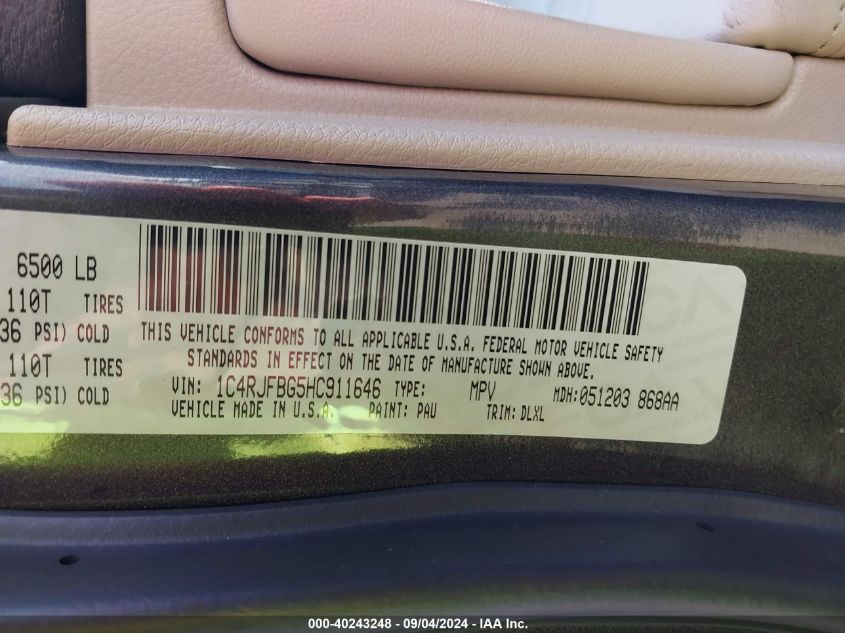 6500 LB
110T TIRES
36 PSI) COLD
110T TIRES
36 PSI) COLD
THIS VEHICLE CONFORMS TO ALL APPLICABLE U.S.A. FEDERAL MOTOR VEHICLE SAFETY
STANDARDS IN EFFECT ON THE DATE OF MANUFACTURE SHOWN ABOVE.
VIN: 1C4RJFBG5HC911646 TYPE: MPV MDH:051203 868AA
VEHICLE MADE IN U.S.A. PAINT: PAU TRIM: DLXL
000-40243248 - 09/04/2024 - IAA Inc.